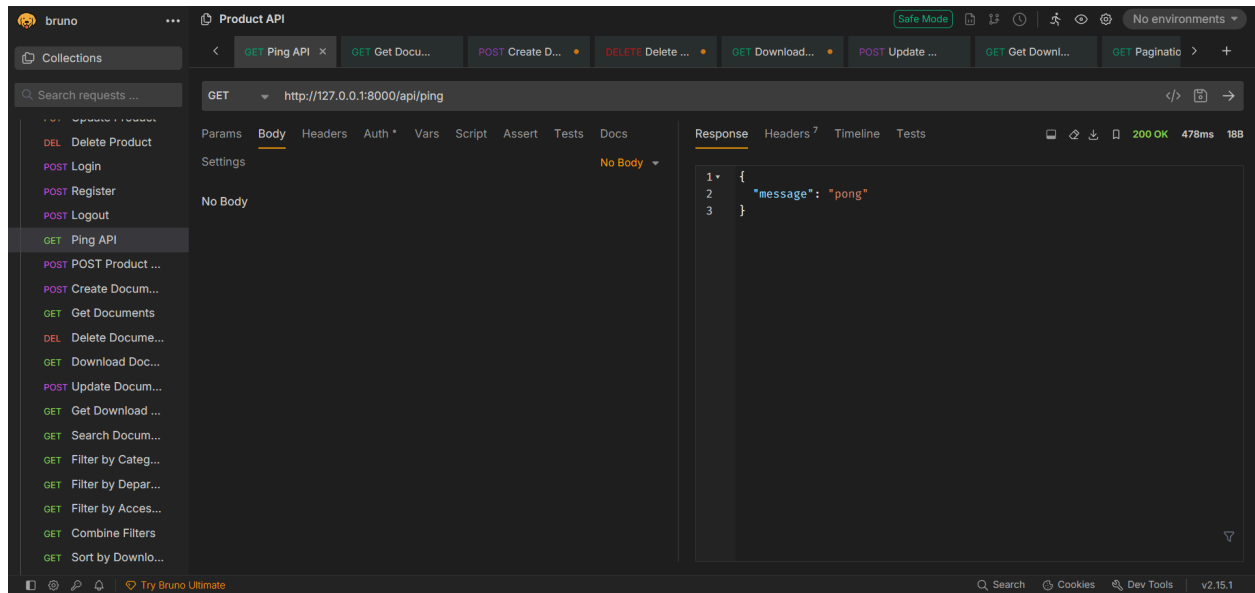 bruno
Product API
Safe Mode
No environments
Collections
GET Ping API ×
GET Get Docu...
POST Create D...
DELETE Delete ...
GET Download...
POST Update ...
GET Get Downl...
GET Paginatio
Search requests ...
GET http://127.0.0.1:8000/api/ping
Params Body Headers Auth * Vars Script Assert Tests Docs
Settings
No Body
No Body
Response Headers 7 Timeline Tests
200 OK 478ms 18B
1 {
2 "message": "pong"
3 }
Update Product
DEL Delete Product
POST Login
POST Register
POST Logout
GET Ping API
POST POST Product ...
POST Create Docum...
GET Get Documents
DEL Delete Docume...
GET Download Doc...
POST Update Docum...
GET Get Download ...
GET Search Docum...
GET Filter by Categ...
GET Filter by Depar...
GET Filter by Acces...
GET Combine Filters
GET Sort by Downlo...
Try Bruno Ultimate
Search Cookies Dev Tools v2.15.1